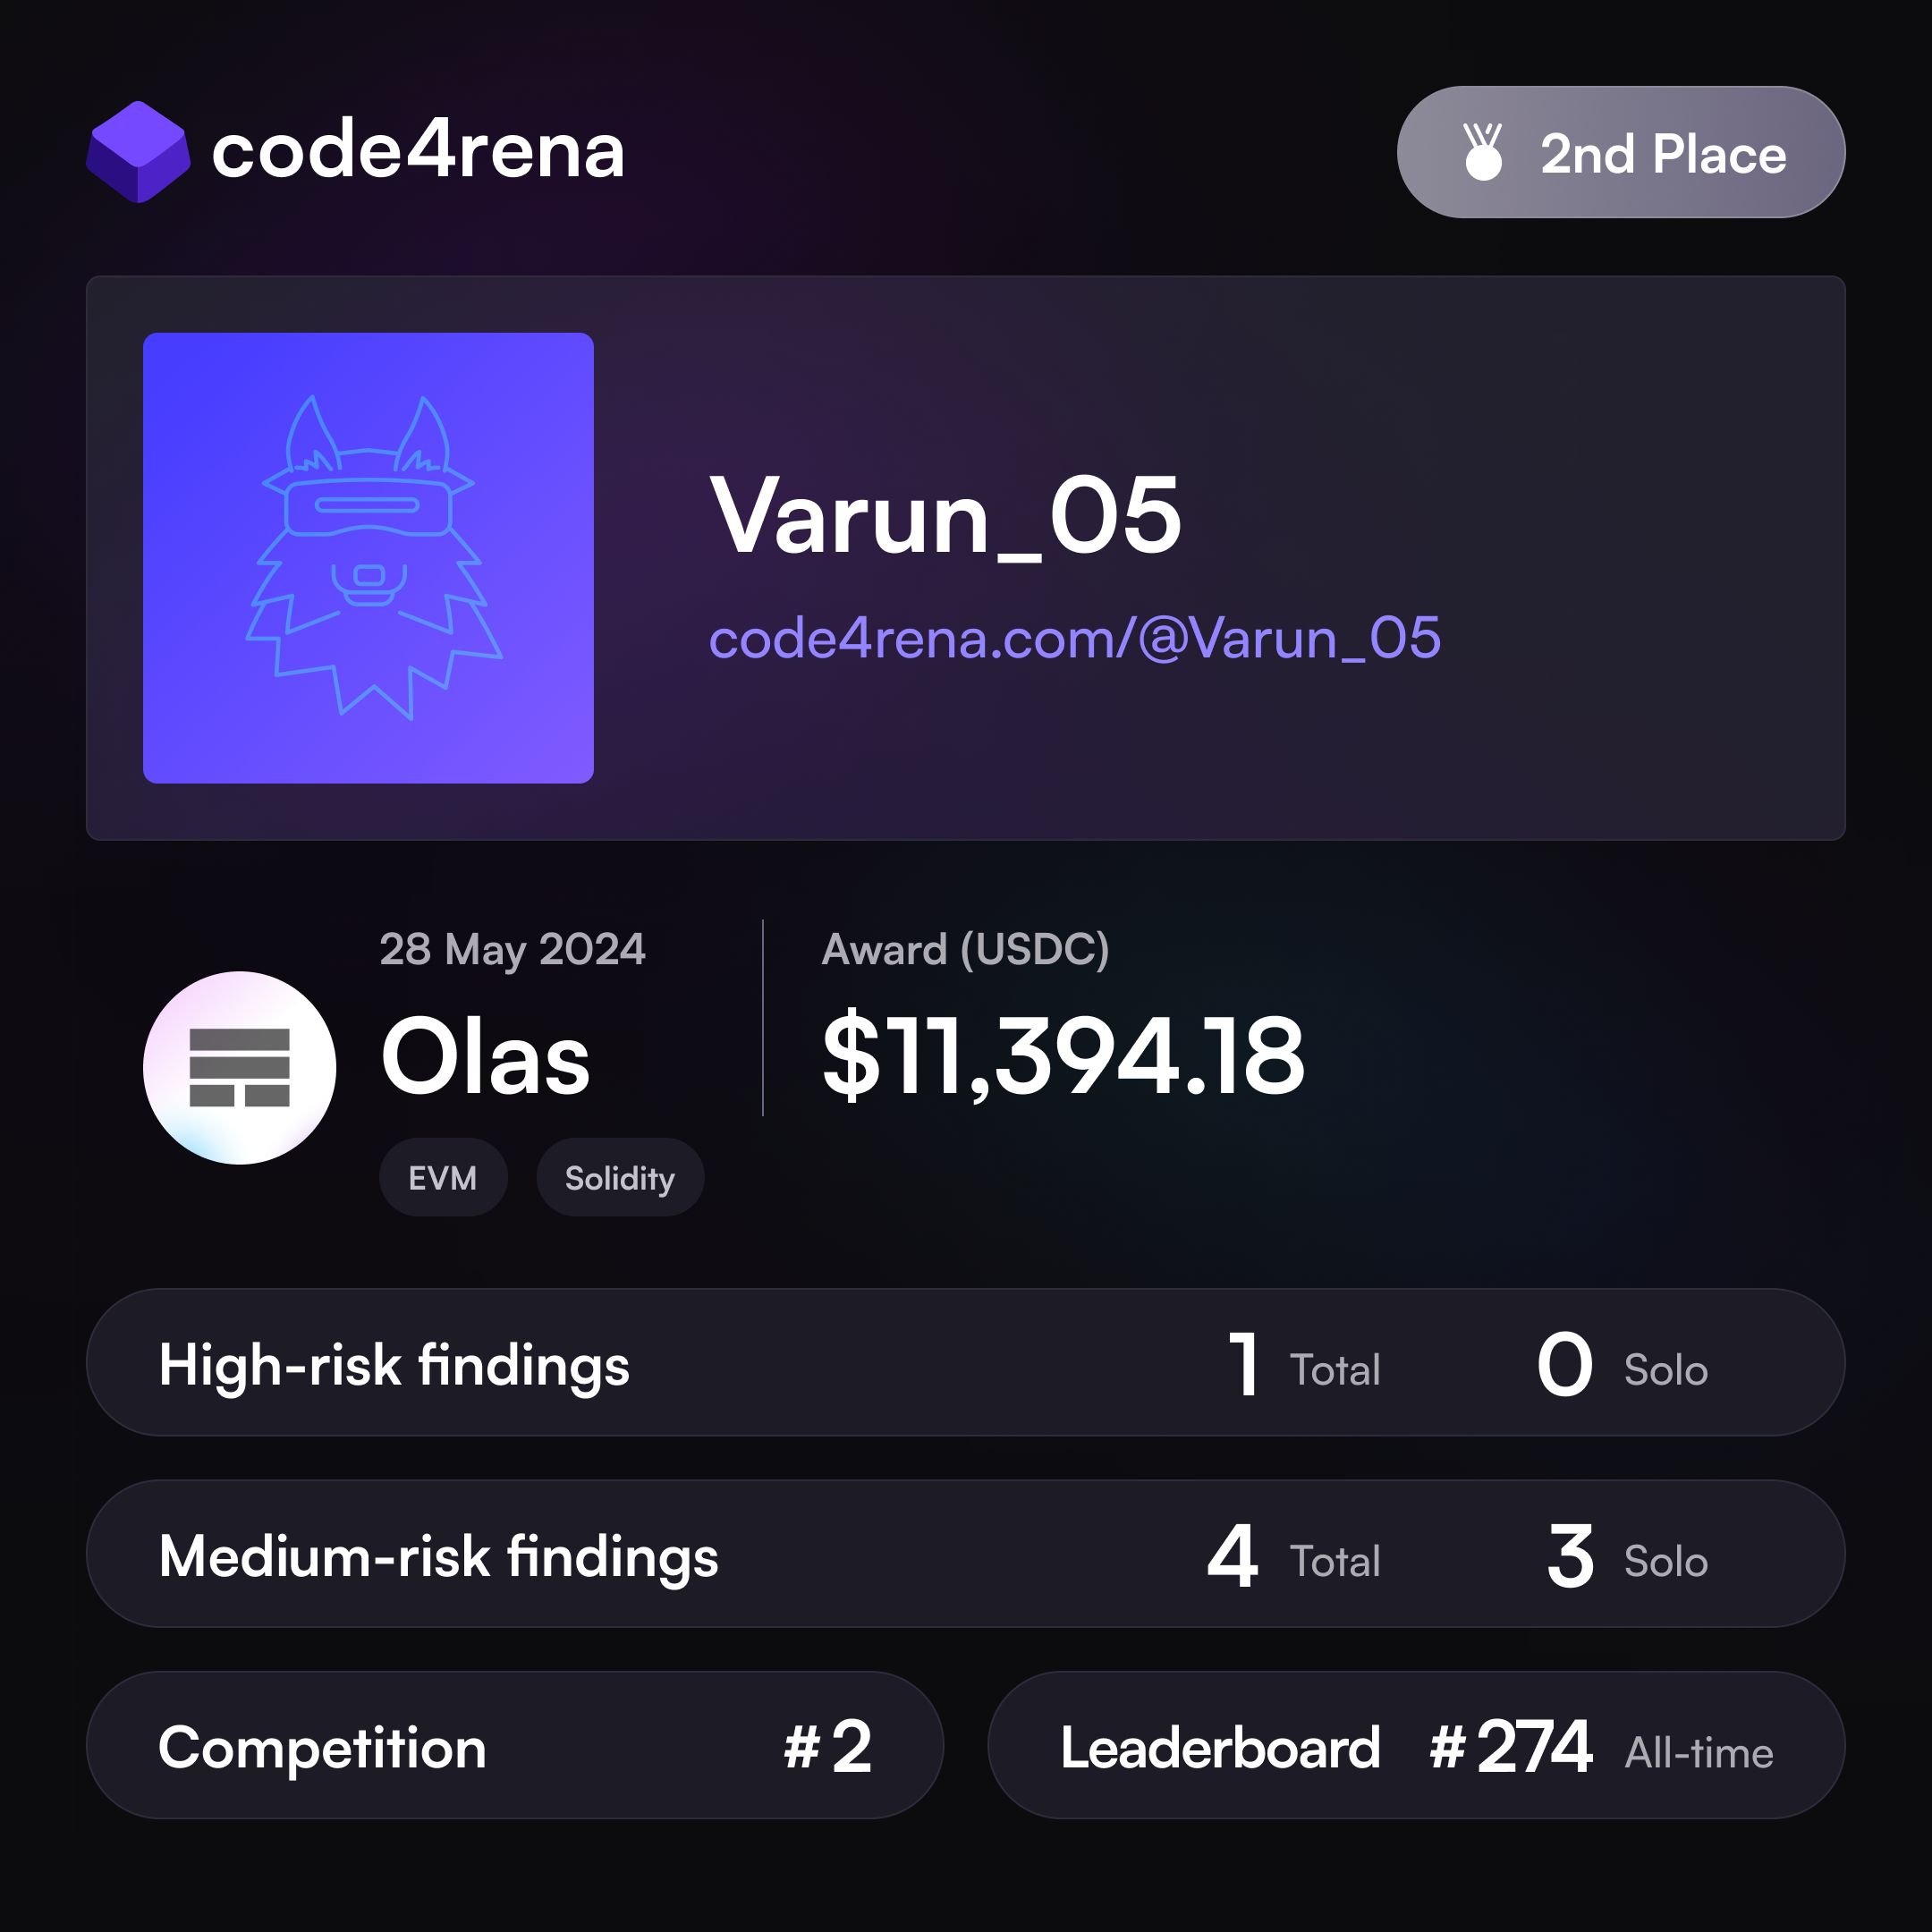 code4rena
2nd Place
Varun_05
code4rena.com/@Varun_05
28 May 2024
Olas
EVM Solidity
Award (USDC)
$11,394.18
High-risk findings 1 Total 0 Solo
Medium-risk findings 4 Total 3 Solo
Competition #2
Leaderboard #274 All-time